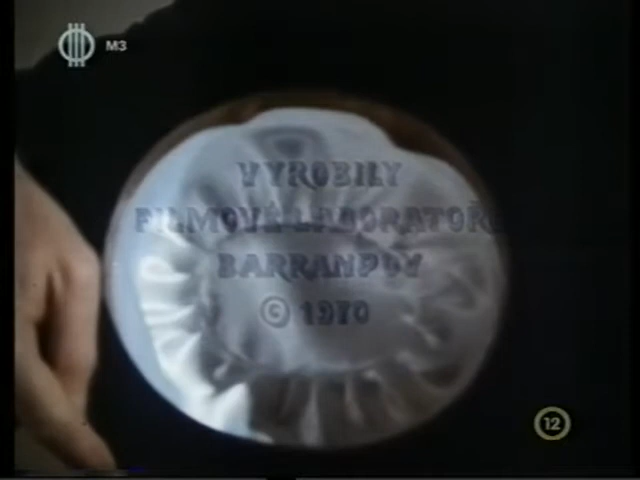 M3
VYROBILY
FILMOVÉ LABORATOŘE
BARRANDOV
© 1970
12